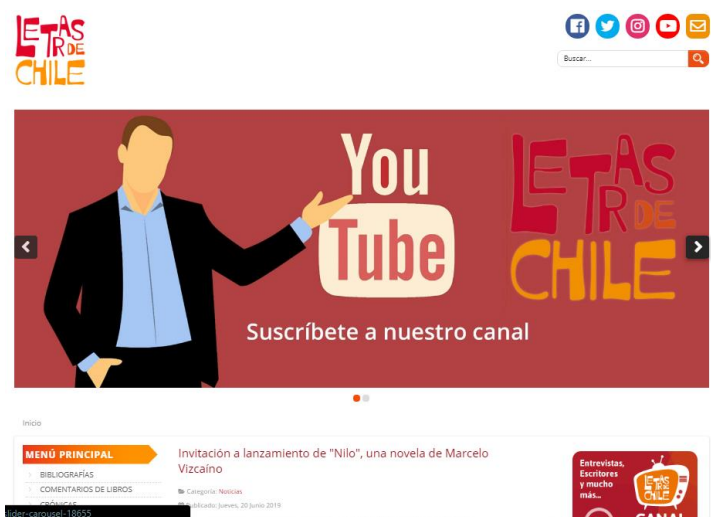 LETRAS
DE
CHILE
Buscar...
You
Tube
LETRAS
DE
CHILE
Suscríbete a nuestro canal
Inicio
MENÚ PRINCIPAL
BIBLIOGRAFÍAS
COMENTARIOS DE LIBROS
CRÓNICAS
Invitación a lanzamiento de "Nilo", una novela de Marcelo
Vizcaíno
Categoría: Noticias
Publicado: Jueves, 20 Junio 2019
Entrevistas,
Escritores
y mucho
más...
LETRAS
DE
CHILE
CANAL
slider-carousel-18655